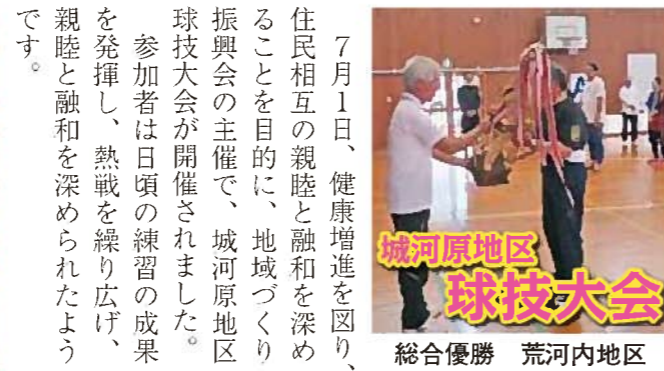 ７月１日、健康増進を図り、
住民相互の親睦と融和を深め
ることを目的に、地域づくり
振興会の主催で、城河原地区
球技大会が開催されました。
参加者は日頃の練習の成果
を発揮し、熱戦を繰り広げ、
親睦と融和を深められたよう
です。
城河原地区
球技大会
総合優勝　荒河内地区